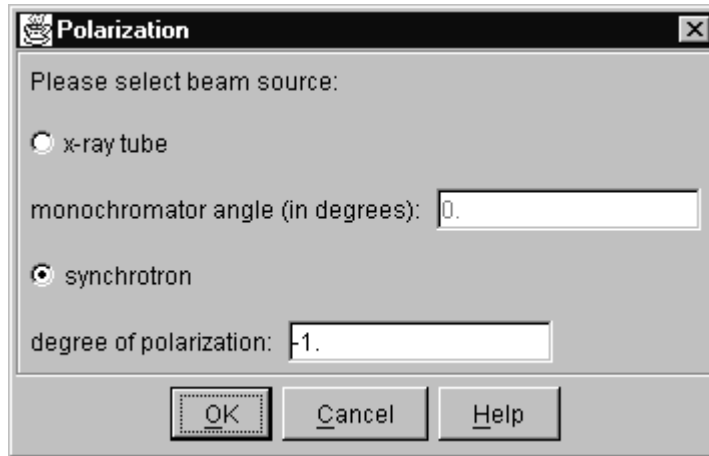 Polarization
Please select beam source:
x-ray tube
monochromator angle (in degrees): 0.
synchrotron
degree of polarization: -1.
OK Cancel Help